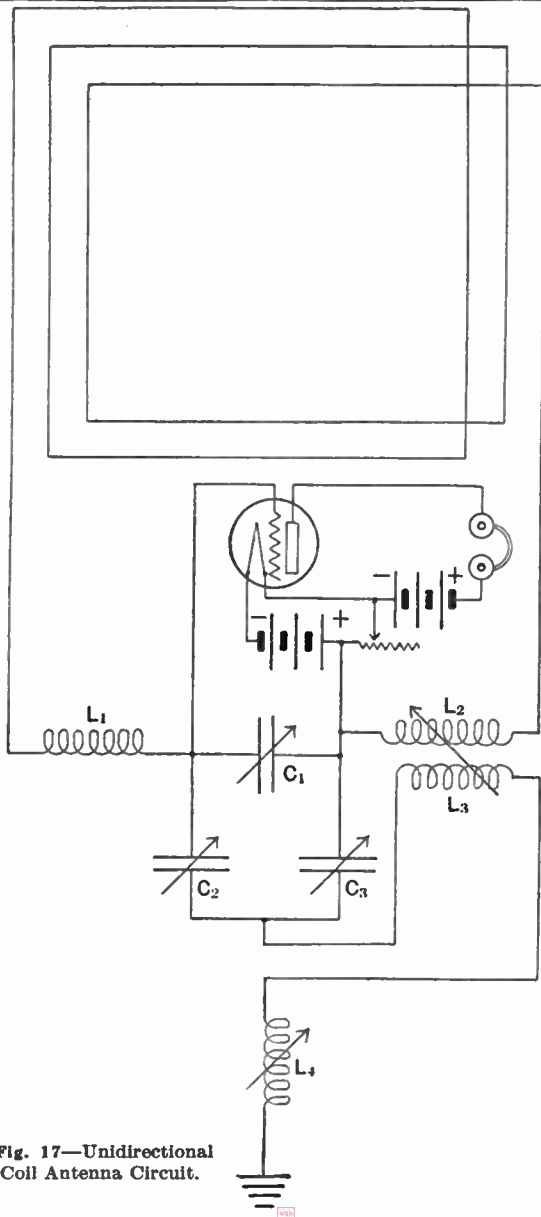 − +
− +
L₁
L₂
C₁
L₃
C₂ C₃
L₄
Fig. 17—Unidirectional
Coil Antenna Circuit.